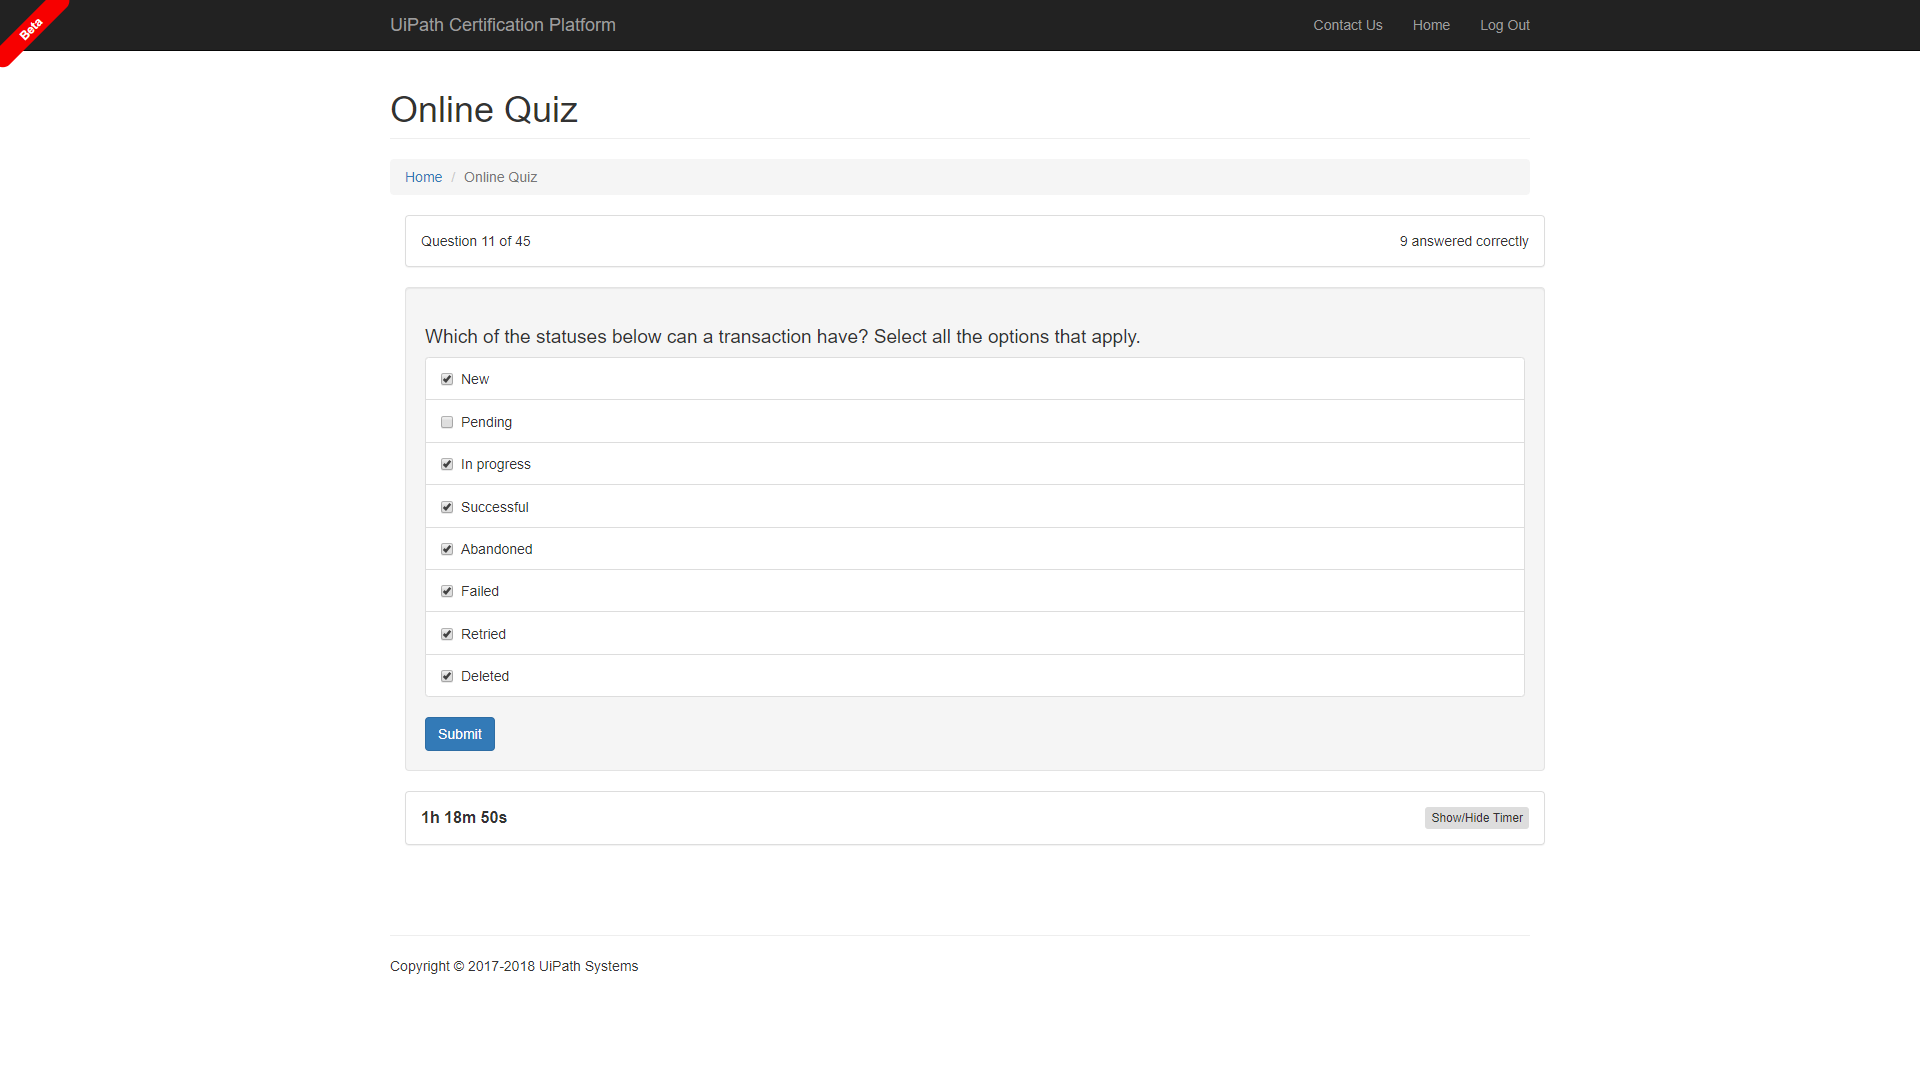 Beta
UiPath Certification Platform
Contact Us Home Log Out
Online Quiz
Home / Online Quiz
Question 11 of 45
9 answered correctly
Which of the statuses below can a transaction have? Select all the options that apply.
New
Pending
In progress
Successful
Abandoned
Failed
Retried
Deleted
Submit
1h 18m 50s
Show/Hide Timer
Copyright © 2017-2018 UiPath Systems